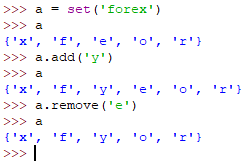 >>> a = set('forex')
>>> a
{'x', 'f', 'e', 'o', 'r'}
>>> a.add('y')
>>> a
{'x', 'f', 'y', 'e', 'o', 'r'}
>>> a.remove('e')
>>> a
{'x', 'f', 'y', 'o', 'r'}
>>>